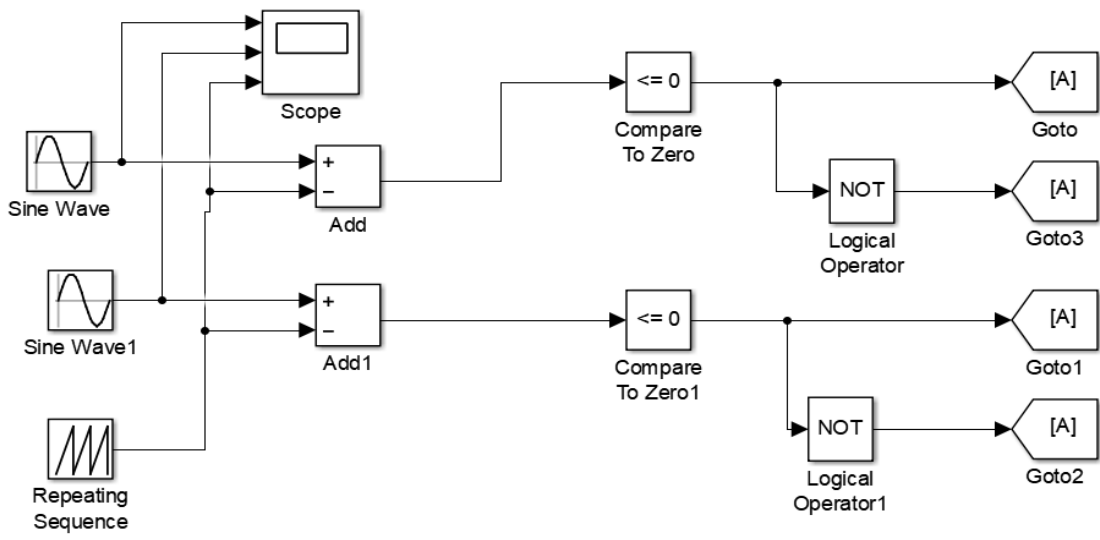 Scope
<= 0
[A]
Compare
To Zero
Goto
+
−
Sine Wave
Add
NOT
[A]
Logical
Operator
Goto3
+
−
Sine Wave1
Add1
<= 0
[A]
Compare
To Zero1
Goto1
NOT
[A]
Logical
Operator1
Goto2
Repeating
Sequence